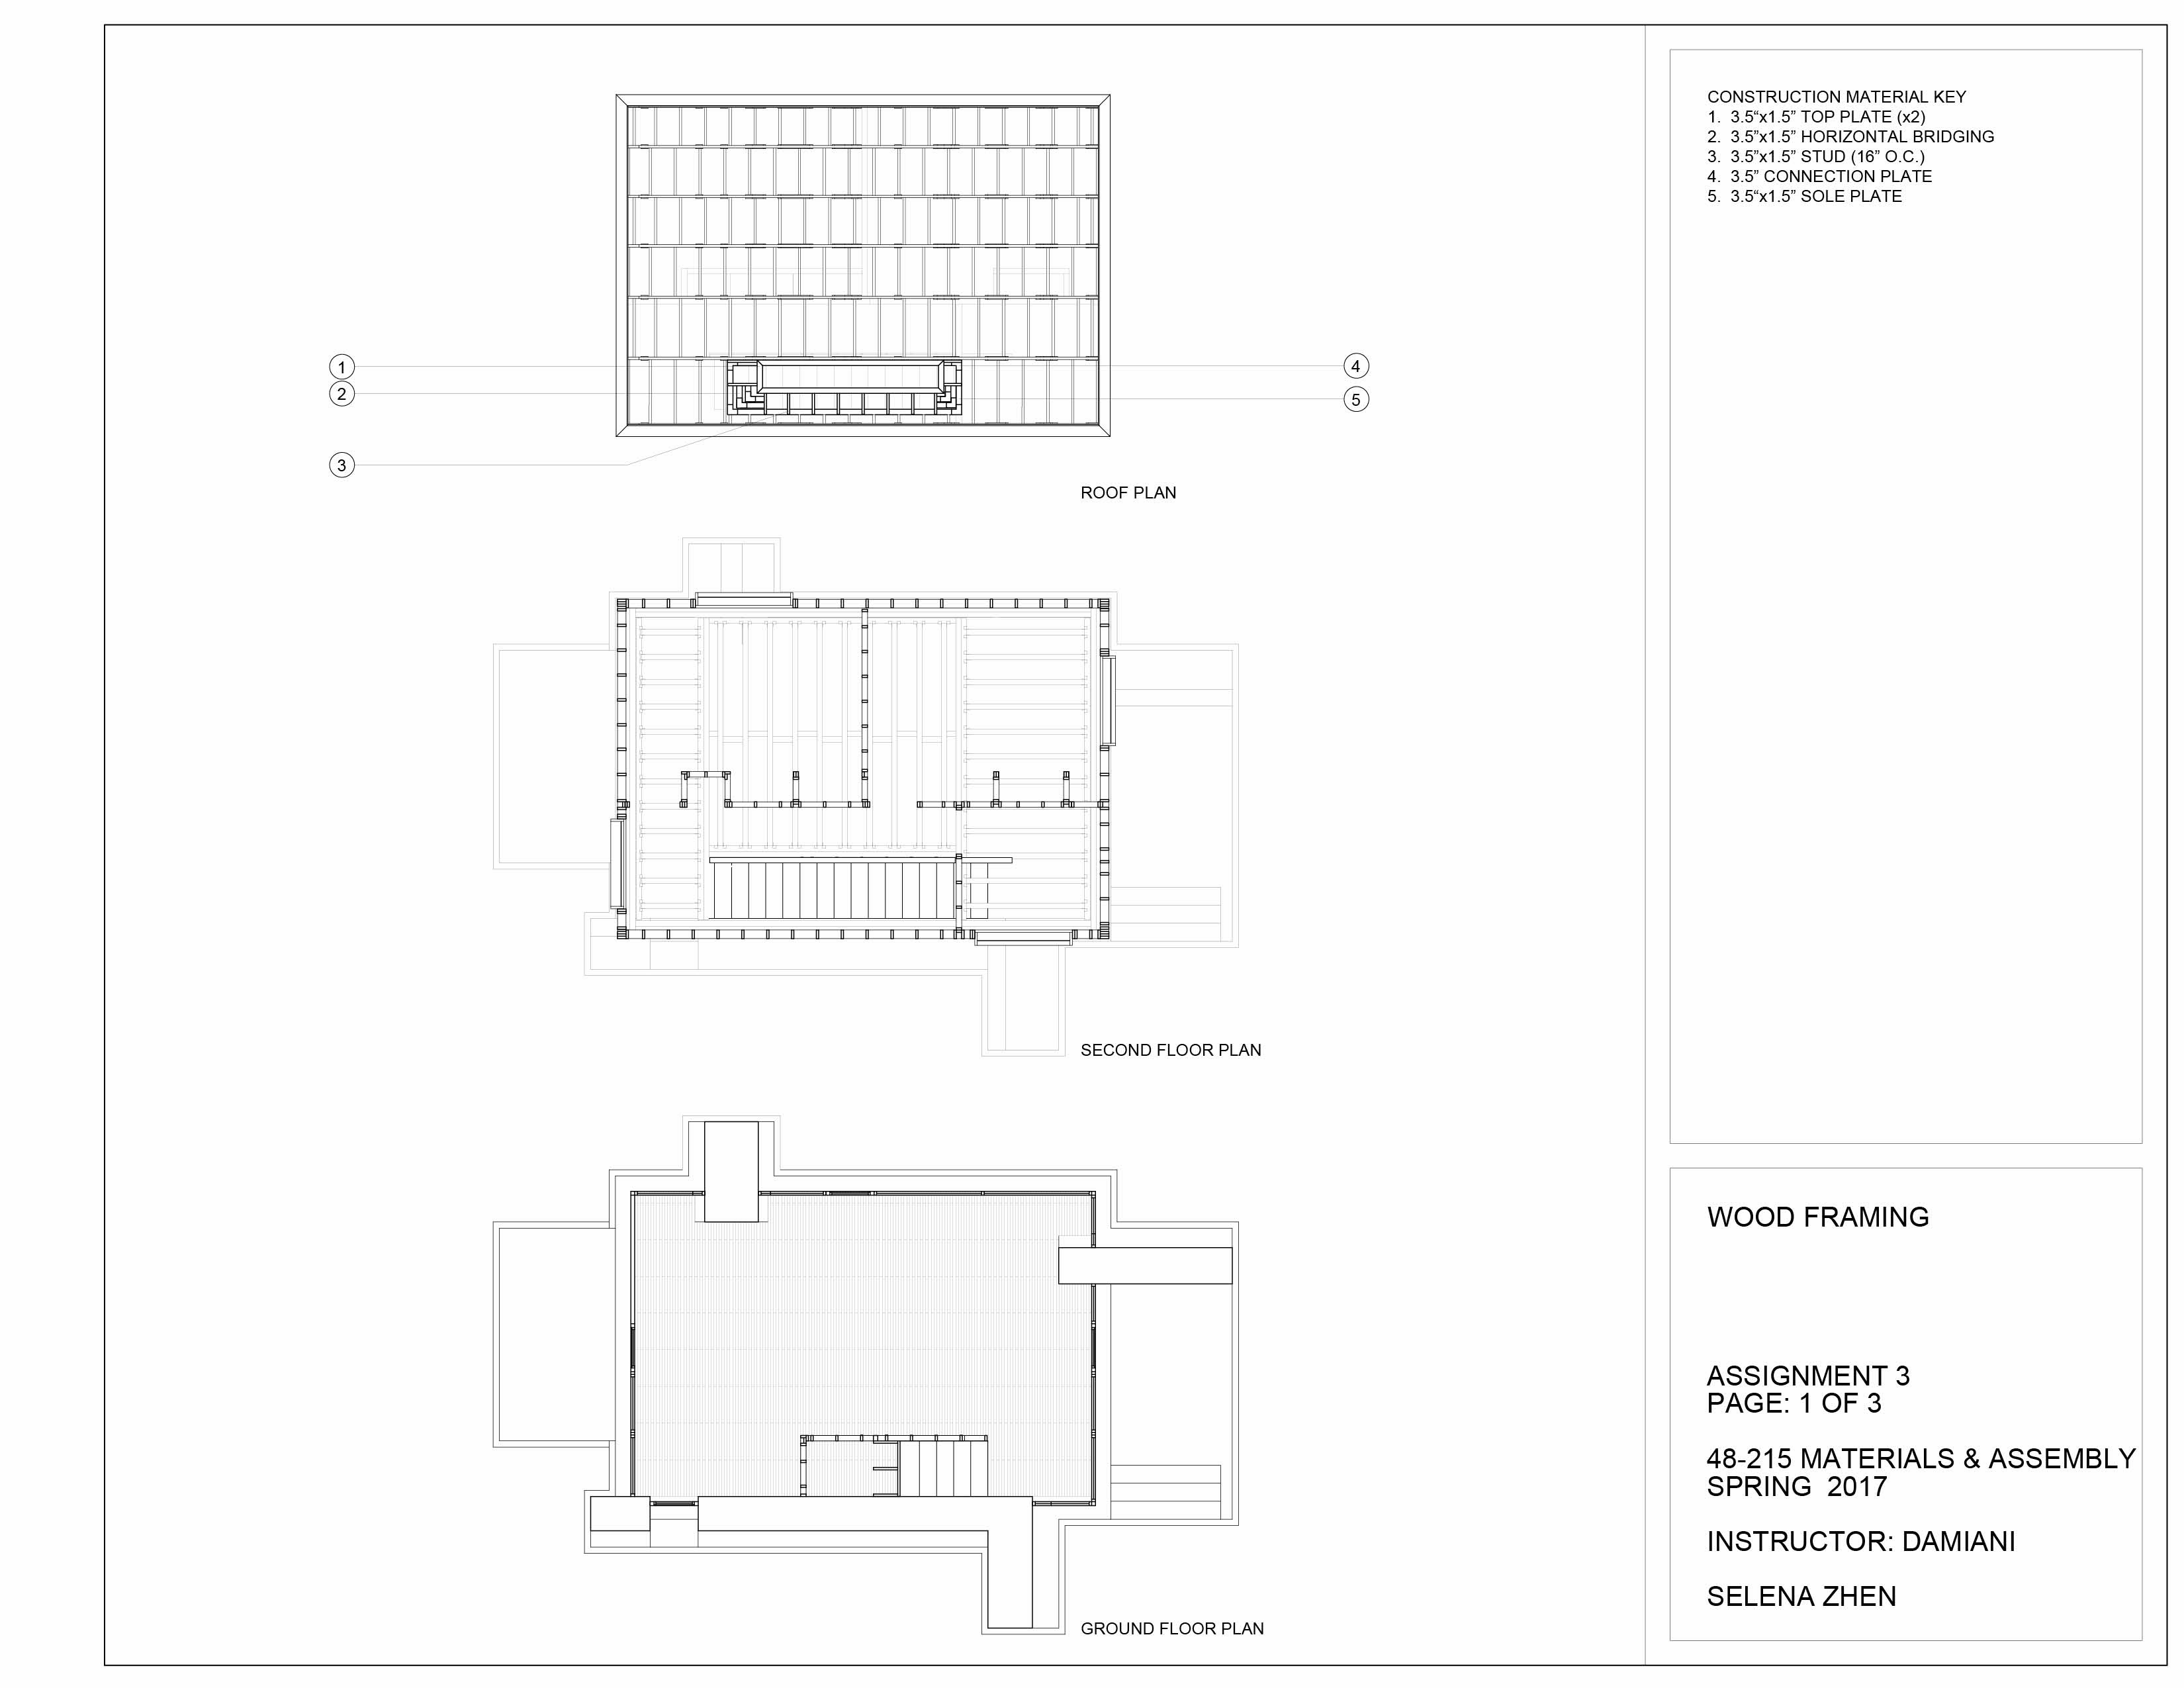 CONSTRUCTION MATERIAL KEY
1. 3.5“x1.5” TOP PLATE (x2)
2. 3.5”x1.5” HORIZONTAL BRIDGING
3. 3.5”x1.5” STUD (16” O.C.)
4. 3.5” CONNECTION PLATE
5. 3.5“x1.5” SOLE PLATE
1
2
3
4
5
ROOF PLAN
SECOND FLOOR PLAN
GROUND FLOOR PLAN
WOOD FRAMING
ASSIGNMENT 3
PAGE: 1 OF 3
48-215 MATERIALS & ASSEMBLY
SPRING 2017
INSTRUCTOR: DAMIANI
SELENA ZHEN